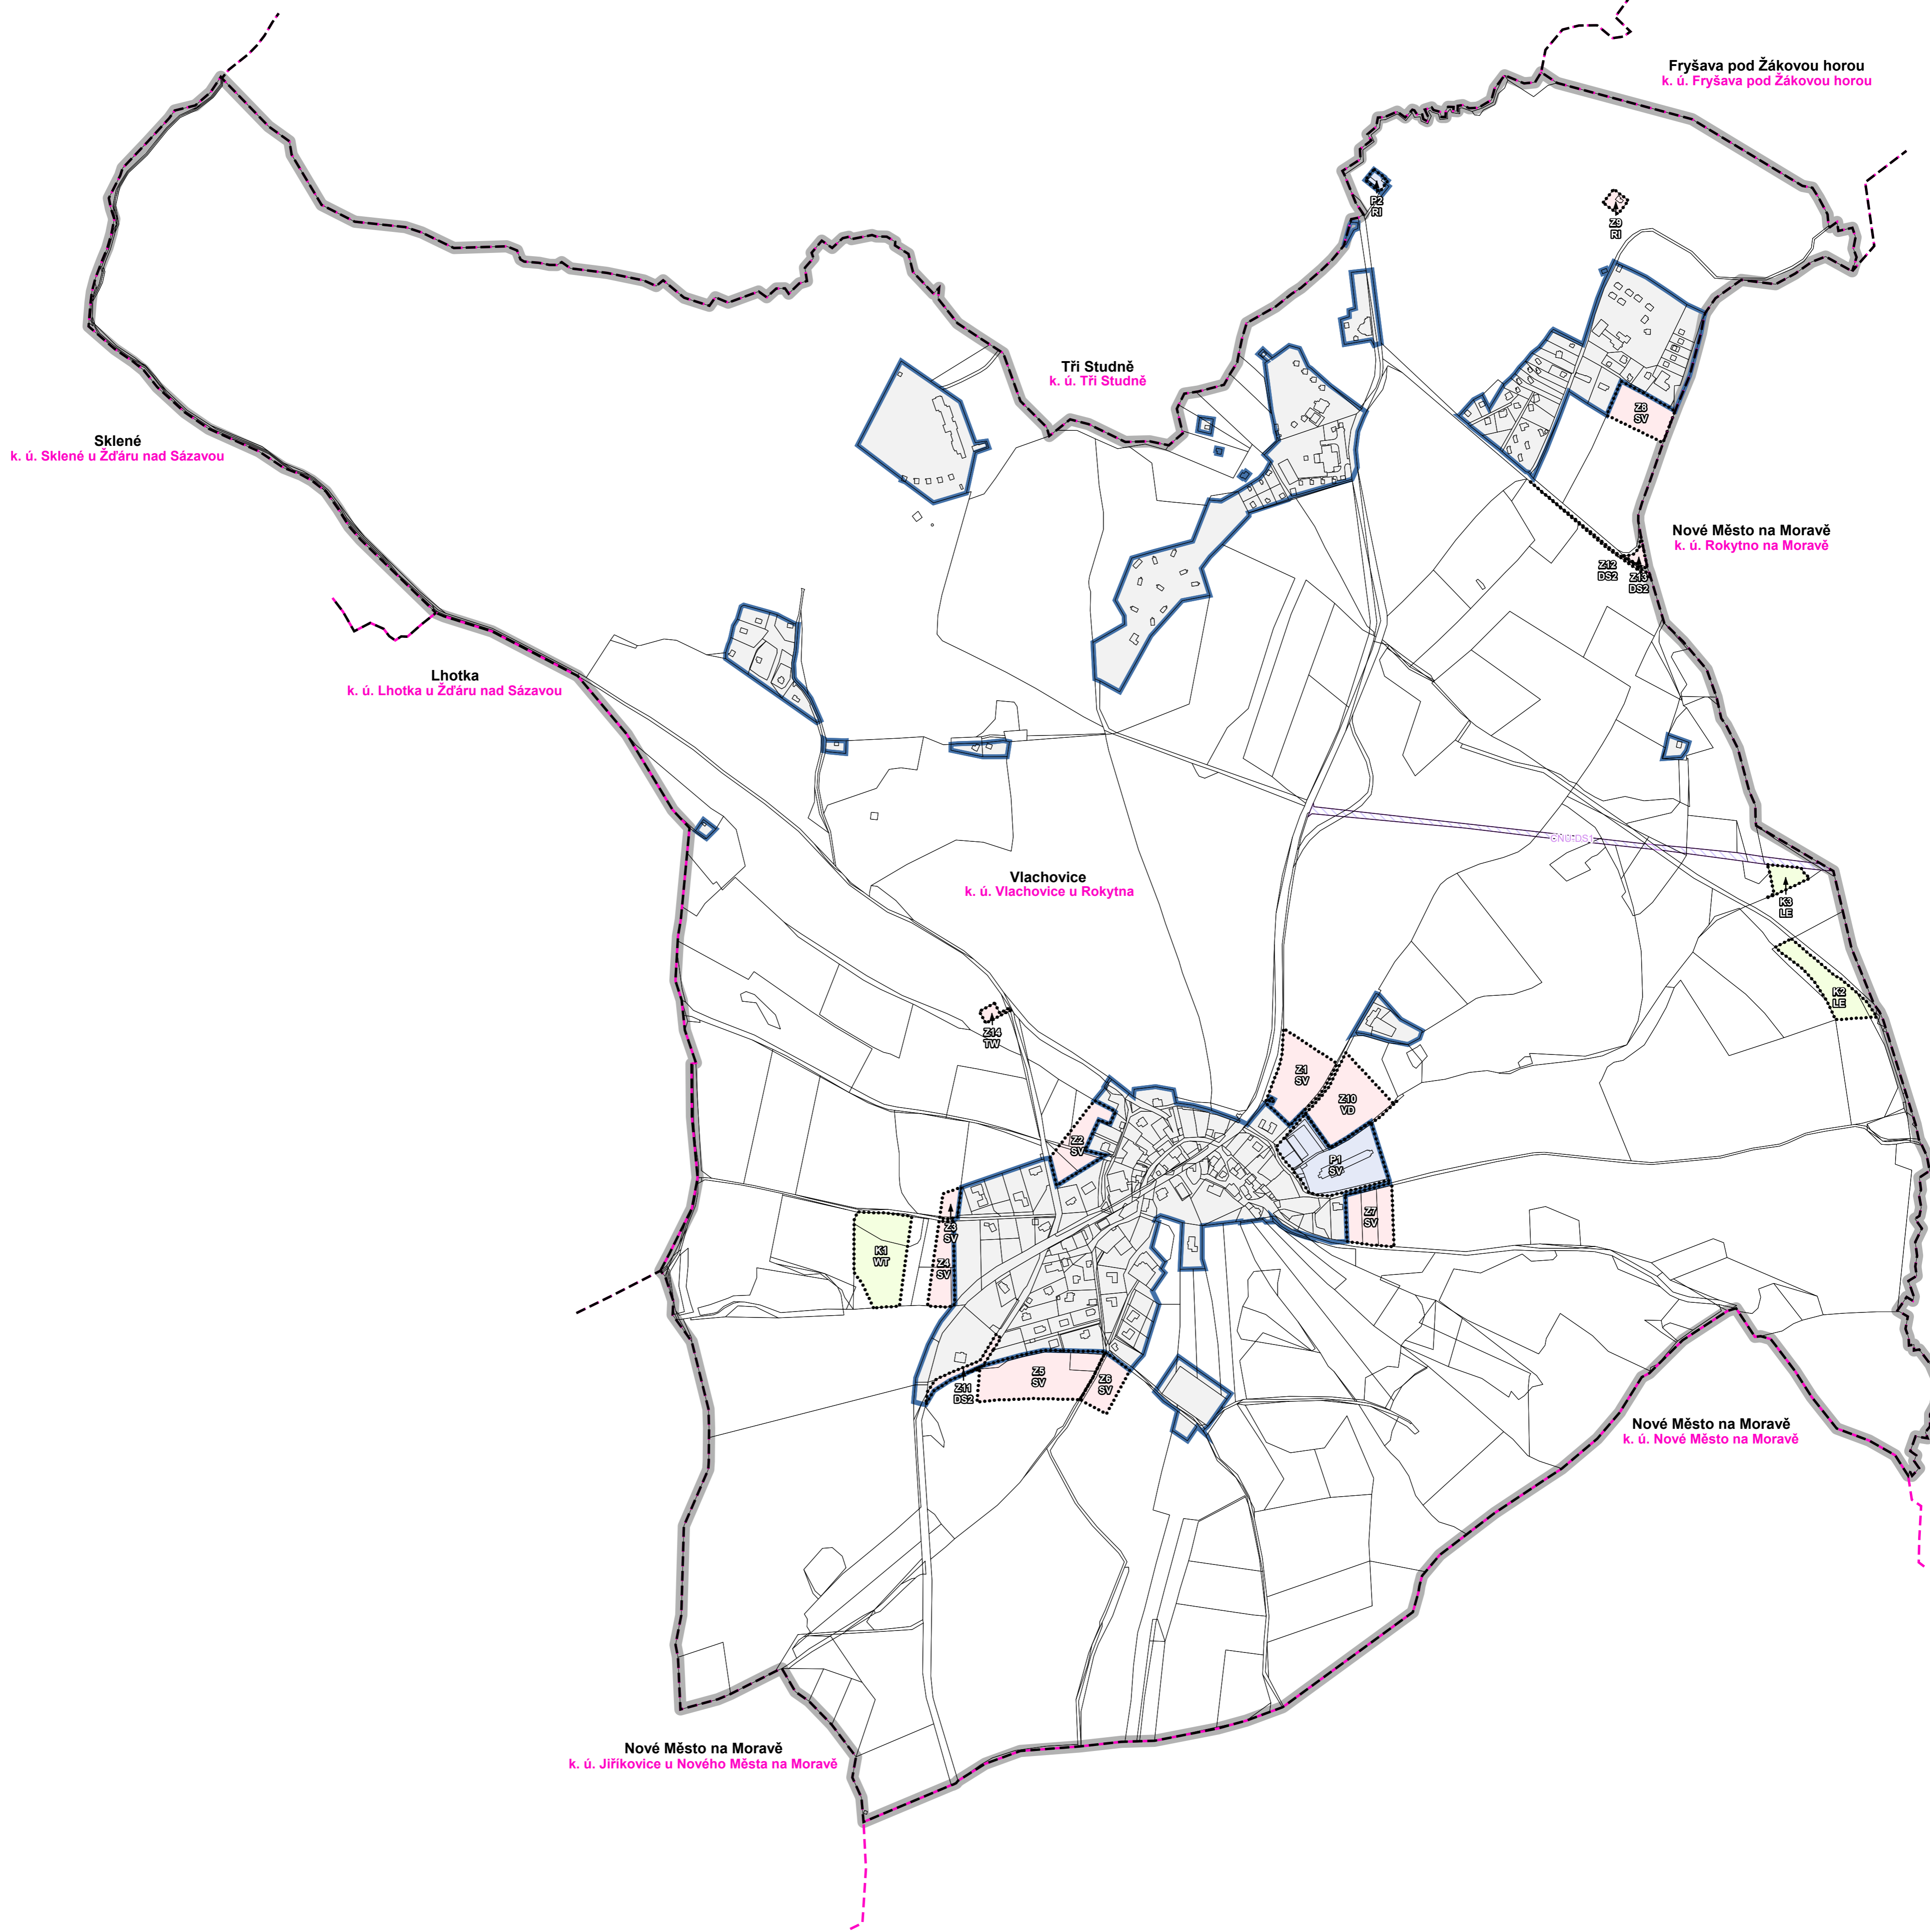 Fryšava pod Žákovou horou
k. ú. Fryšava pod Žákovou horou
P2
RI
Z9
RI
Tři Studně
k. ú. Tři Studně
Z8
SV
Sklené
k. ú. Sklené u Žďáru nad Sázavou
Nové Město na Moravě
k. ú. Rokytno na Moravě
Z12
DS2
Z13
DS2
Lhotka
k. ú. Lhotka u Žďáru nad Sázavou
CNU-DS1
Vlachovice
k. ú. Vlachovice u Rokytna
K3
LE
K2
LE
Z14
TW
Z1
SV
Z10
VD
Z2
SV
P1
SV
Z7
SV
Z3
SV
K1
WT
Z4
SV
Z5
SV
Z6
SV
Z11
DS2
Nové Město na Moravě
k. ú. Nové Město na Moravě
Nové Město na Moravě
k. ú. Jiříkovice u Nového Města na Moravě